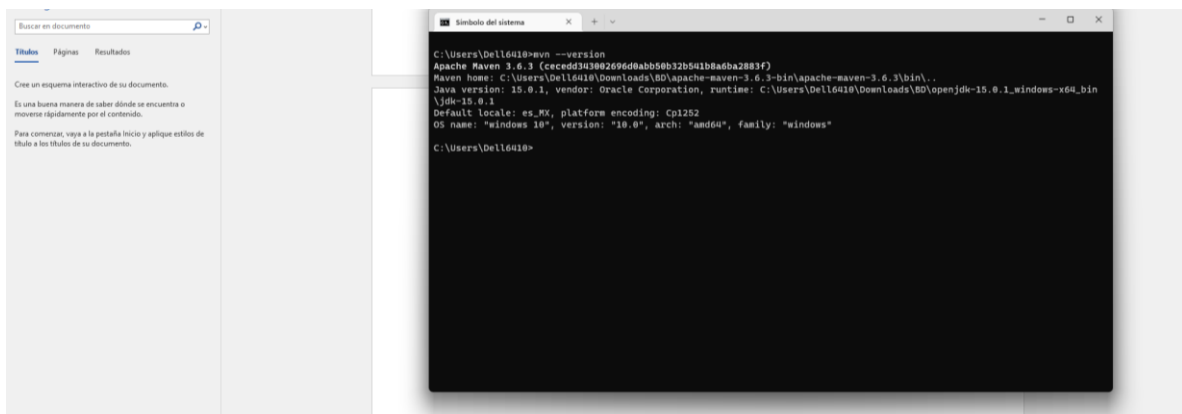 Buscar en documento
Títulos Páginas Resultados
Cree un esquema interactivo de su documento.
Es una buena manera de saber dónde se encuentra o
moverse rápidamente por el contenido.
Para comenzar, vaya a la pestaña Inicio y aplique estilos de
título a los títulos de su documento.
Símbolo del sistema
C:\Users\Dell6410>mvn --version
Apache Maven 3.6.3 (cecedd343002696d0abb50b32b541b8a6ba2883f)
Maven home: C:\Users\Dell6410\Downloads\BD\apache-maven-3.6.3-bin\apache-maven-3.6.3\bin\..
Java version: 15.0.1, vendor: Oracle Corporation, runtime: C:\Users\Dell6410\Downloads\BD\openjdk-15.0.1_windows-x64_bin
\jdk-15.0.1
Default locale: es_MX, platform encoding: Cp1252
OS name: "windows 10", version: "10.0", arch: "amd64", family: "windows"
C:\Users\Dell6410>